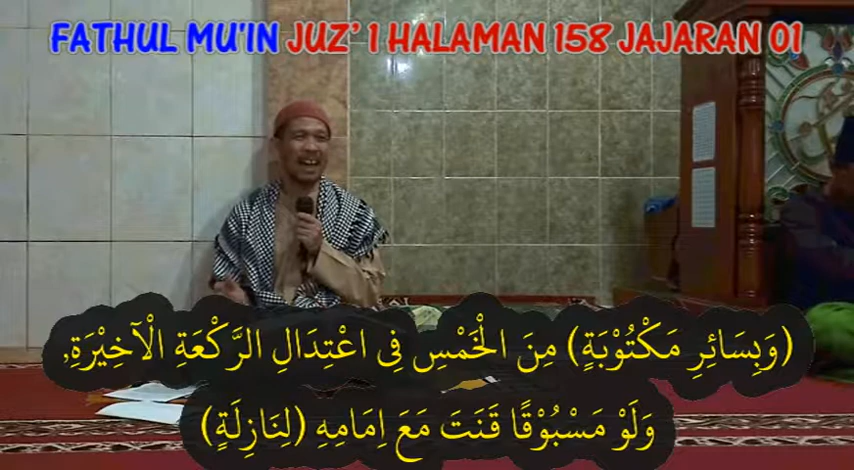 FATHUL MU'IN JUZ' 1 HALAMAN 158 JAJARAN 01
(وَبِسَائِرِ مَكْتُوْبَةٍ) مِنَ الْخَمْسِ فِى اعْتِدَالِ الرَّكْعَةِ الْآخِيْرَةِ,
وَلَوْ مَسْبُوْقًا قَنَتَ مَعَ اِمَامِهِ (لِنَازِلَةٍ)